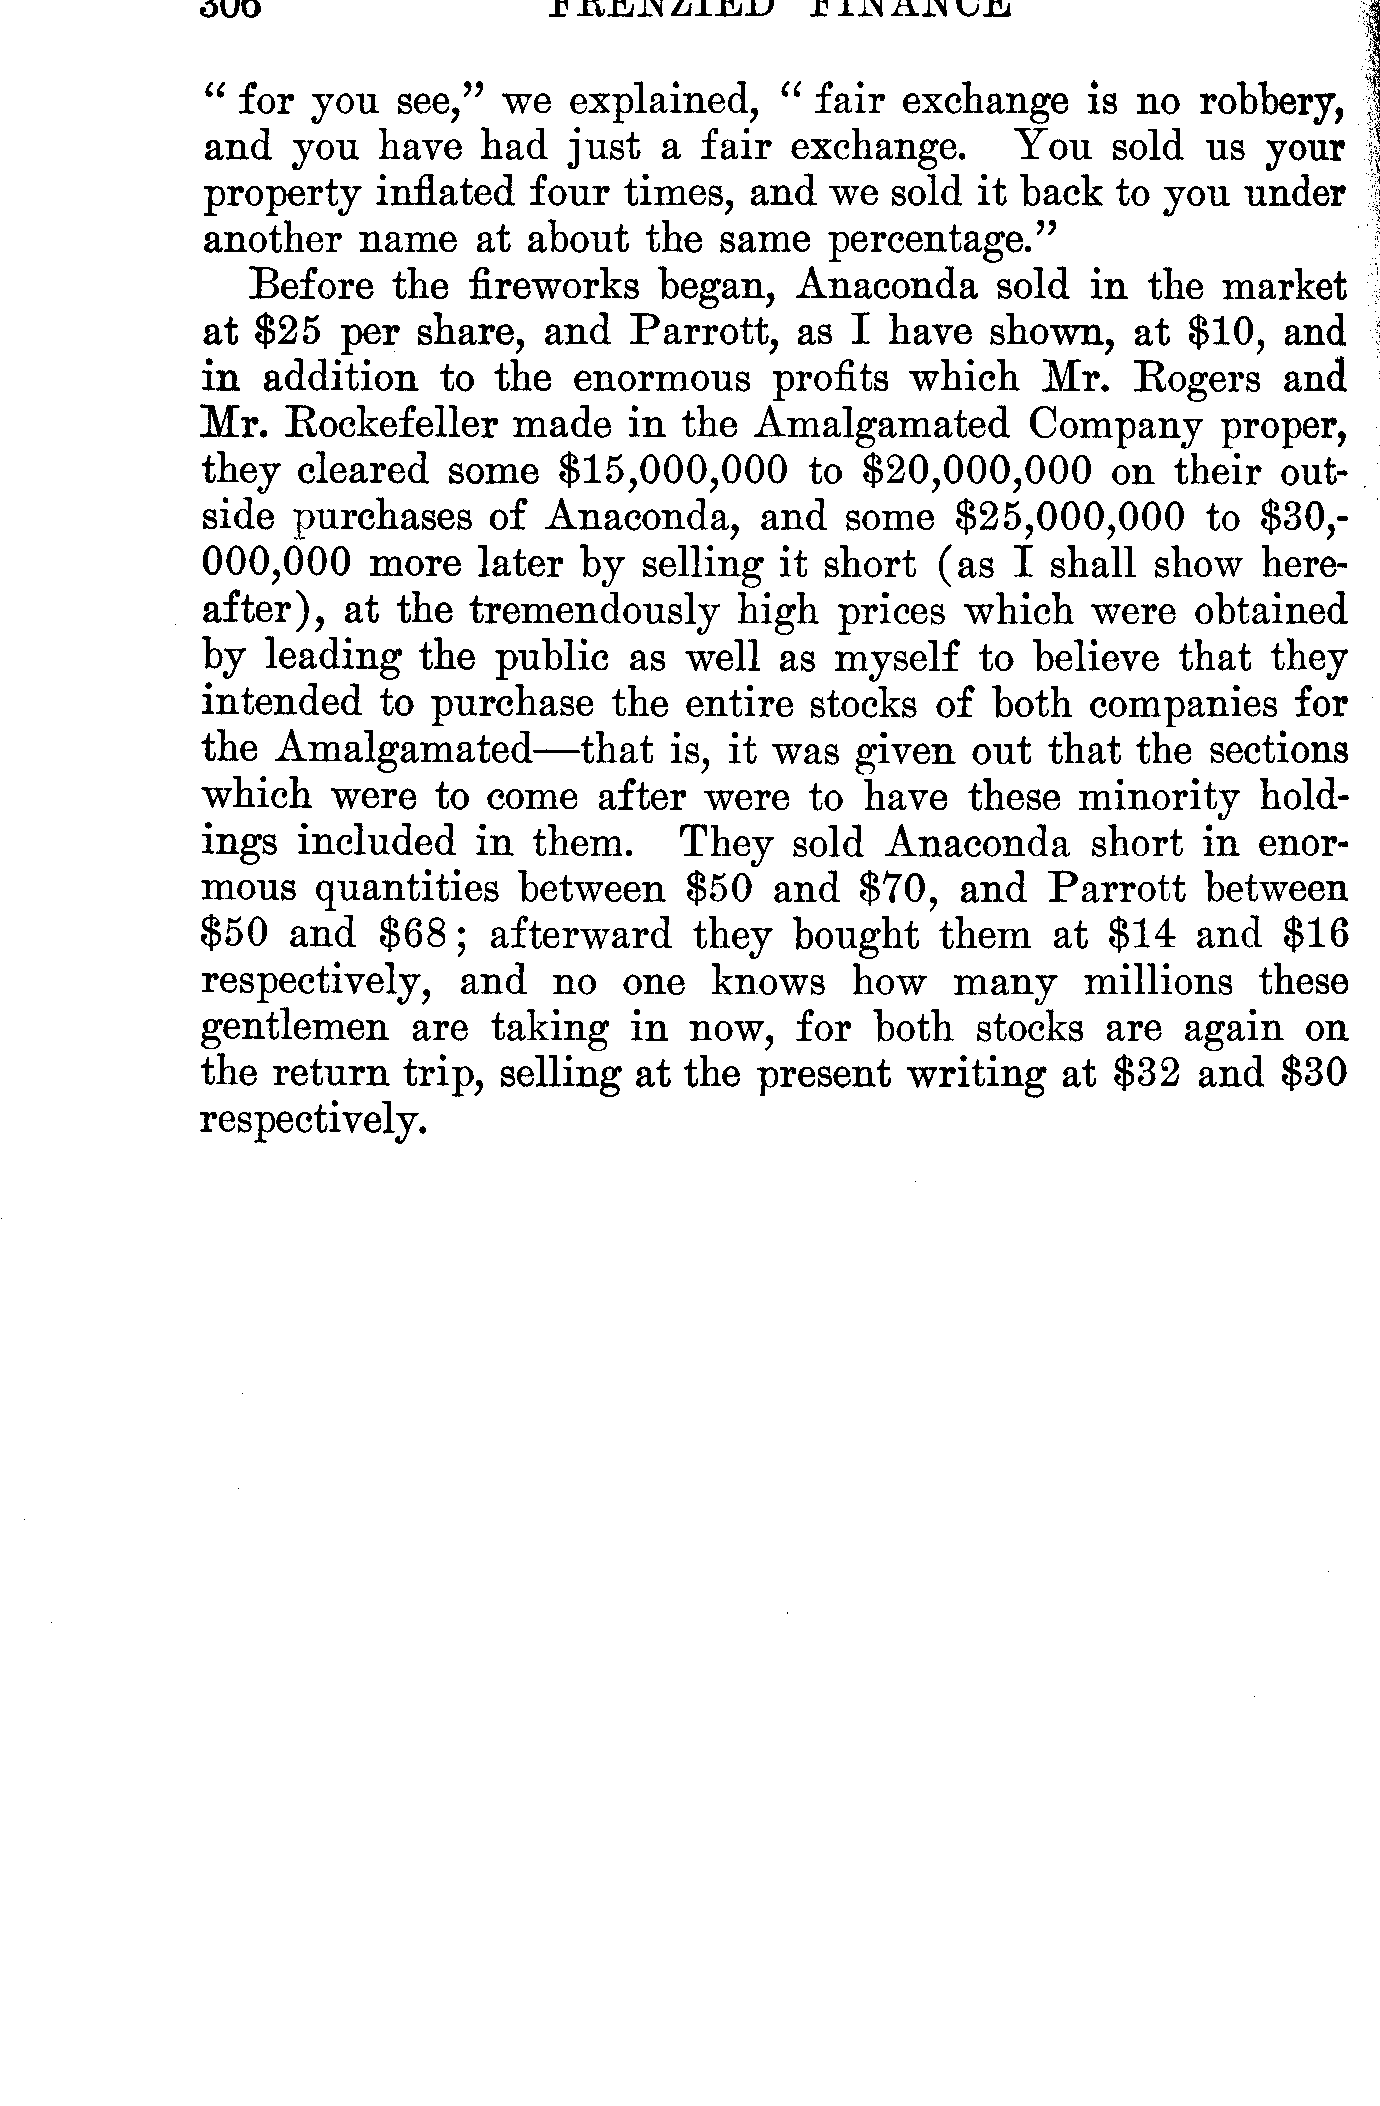 306 FRENZIED FINANCE
“ for you see,” we explained, “ fair exchange is no robbery,
and you have had just a fair exchange. You sold us your
property inflated four times, and we sold it back to you under
another name at about the same percentage.”
Before the fireworks began, Anaconda sold in the market
at $25 per share, and Parrott, as I have shown, at $10, and
in addition to the enormous profits which Mr. Rogers and
Mr. Rockefeller made in the Amalgamated Company proper,
they cleared some $15,000,000 to $20,000,000 on their out-
side purchases of Anaconda, and some $25,000,000 to $30,-
000,000 more later by selling it short (as I shall show here-
after), at the tremendously high prices which were obtained
by leading the public as well as myself to believe that they
intended to purchase the entire stocks of both companies for
the Amalgamated—that is, it was given out that the sections
which were to come after were to have these minority hold-
ings included in them. They sold Anaconda short in enor-
mous quantities between $50 and $70, and Parrott between
$50 and $68; afterward they bought them at $14 and $16
respectively, and no one knows how many millions these
gentlemen are taking in now, for both stocks are again on
the return trip, selling at the present writing at $32 and $30
respectively.